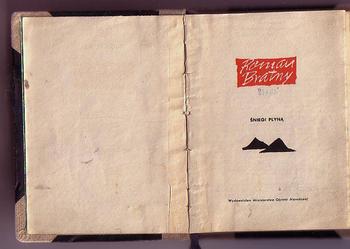 Roman
Bratny
ŚNIEGI PŁYNĄ
Wydawnictwo Ministerstwa Obrony Narodowej